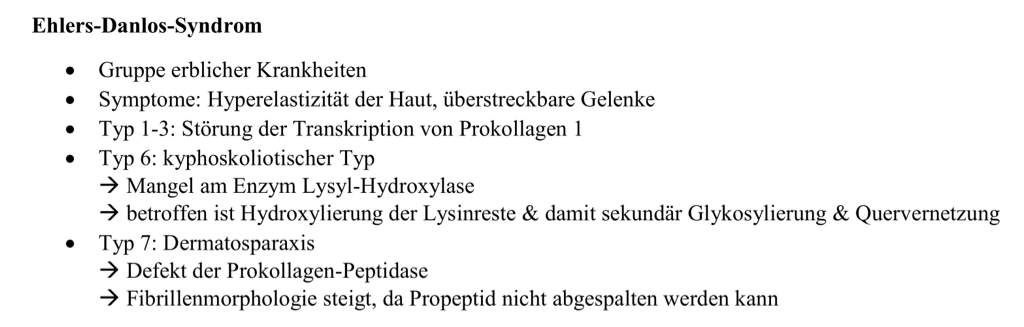 Ehlers-Danlos-Syndrom
• Gruppe erblicher Krankheiten
• Symptome: Hyperelastizität der Haut, überstreckbare Gelenke
• Typ 1-3: Störung der Transkription von Prokollagen 1
• Typ 6: kyphoskoliotischer Typ
→ Mangel am Enzym Lysyl-Hydroxylase
→ betroffen ist Hydroxylierung der Lysinreste & damit sekundär Glykosylierung & Quervernetzung
• Typ 7: Dermatosparaxis
→ Defekt der Prokollagen-Peptidase
→ Fibrillenmorphologie steigt, da Propeptid nicht abgespalten werden kann